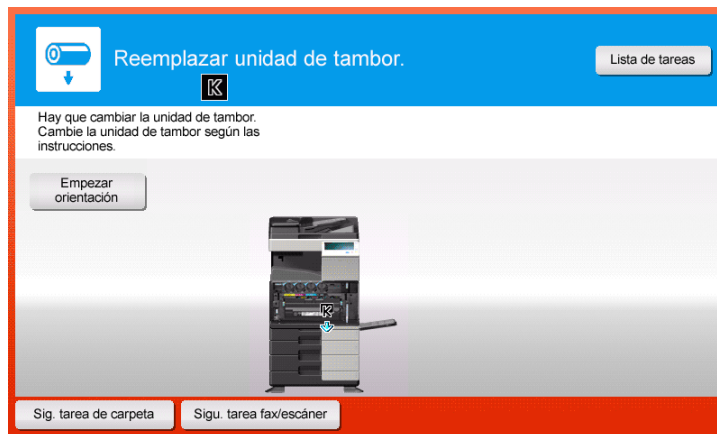 Reemplazar unidad de tambor.
Lista de tareas
K
Hay que cambiar la unidad de tambor.
Cambie la unidad de tambor según las
instrucciones.
Empezar
orientación
K
Sig. tarea de carpeta
Sigu. tarea fax/escáner